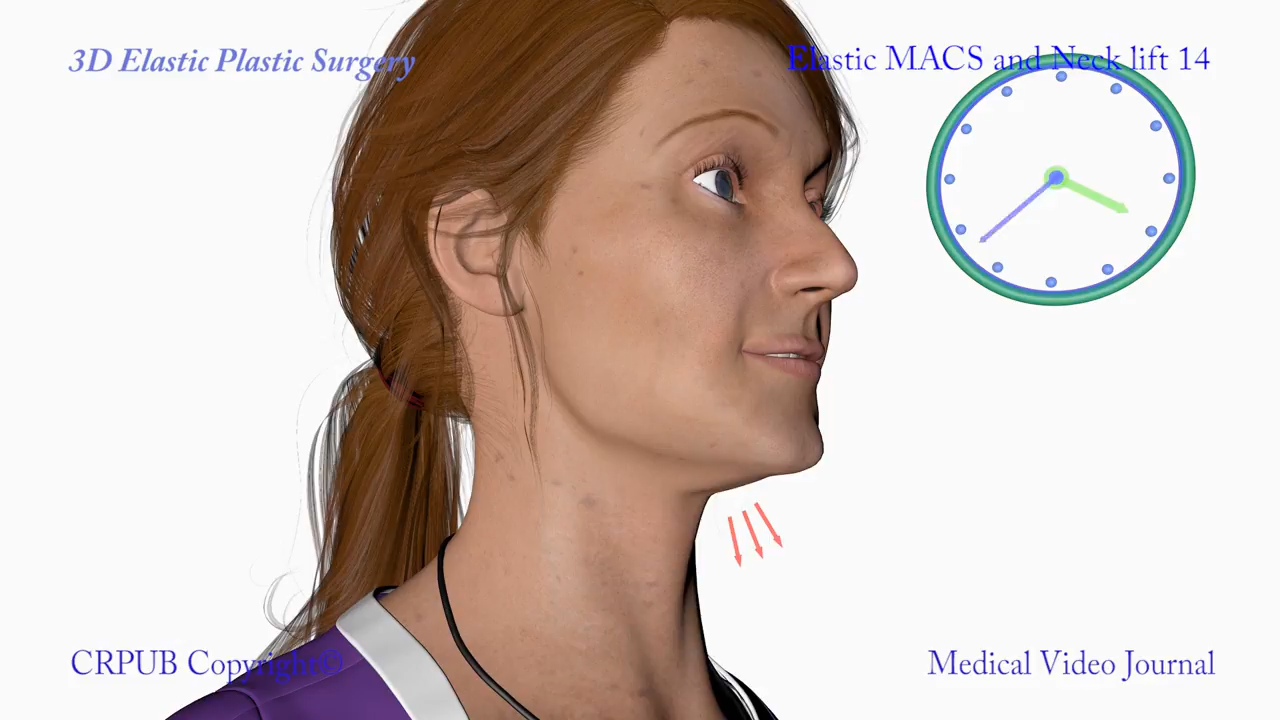 3D Elastic Plastic Surgery
Elastic MACS and Neck lift 14
CRPUB Copyright©
Medical Video Journal